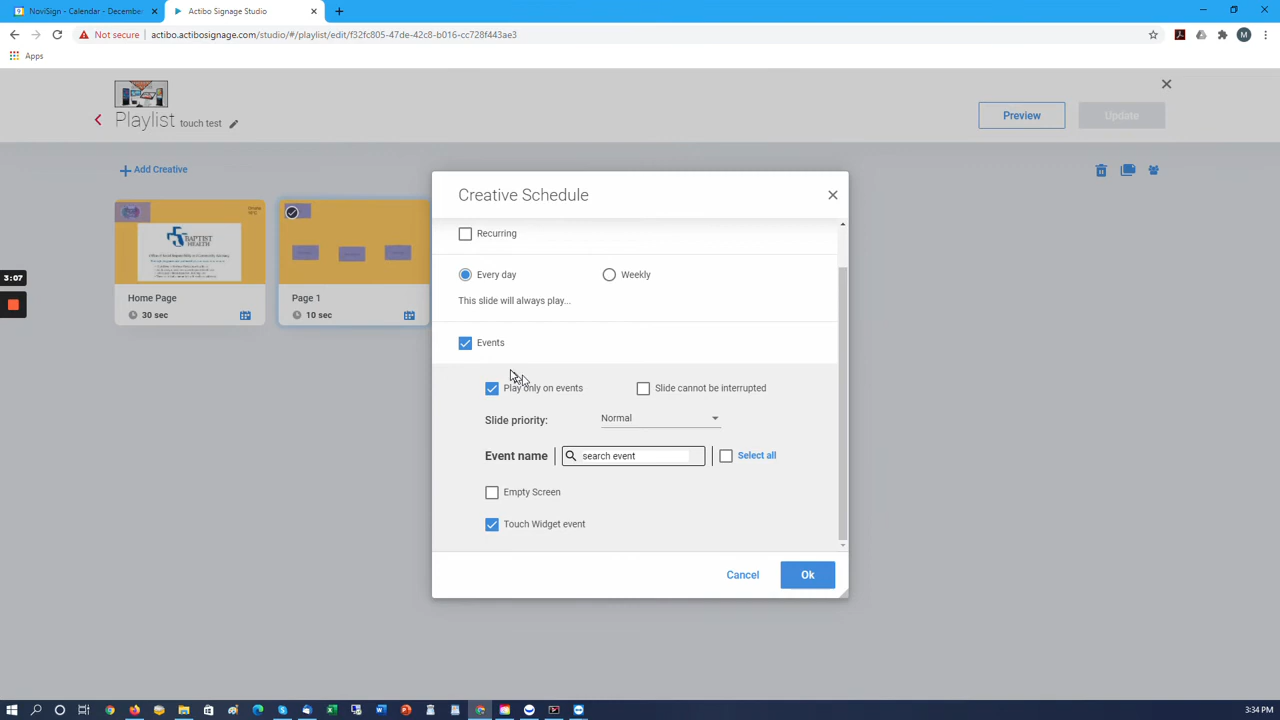 NoviSign - Calendar - December
Actibo Signage Studio
Not secure
actibo.actibosignage.com/studio/#/playlist/edit/f32fc805-47de-42c8-b016-cc728f443ae3
M
Apps
Playlist touch test
Preview
Update
Add Creative
BAPTIST
HEALTH
Home Page
30 sec
Page 1
10 sec
3:07
Creative Schedule
Recurring
Every day
Weekly
This slide will always play...
Events
Play only on events
Slide cannot be interrupted
Slide priority:
Normal
Event name
search event
Select all
Empty Screen
Touch Widget event
Cancel
Ok
3:34 PM